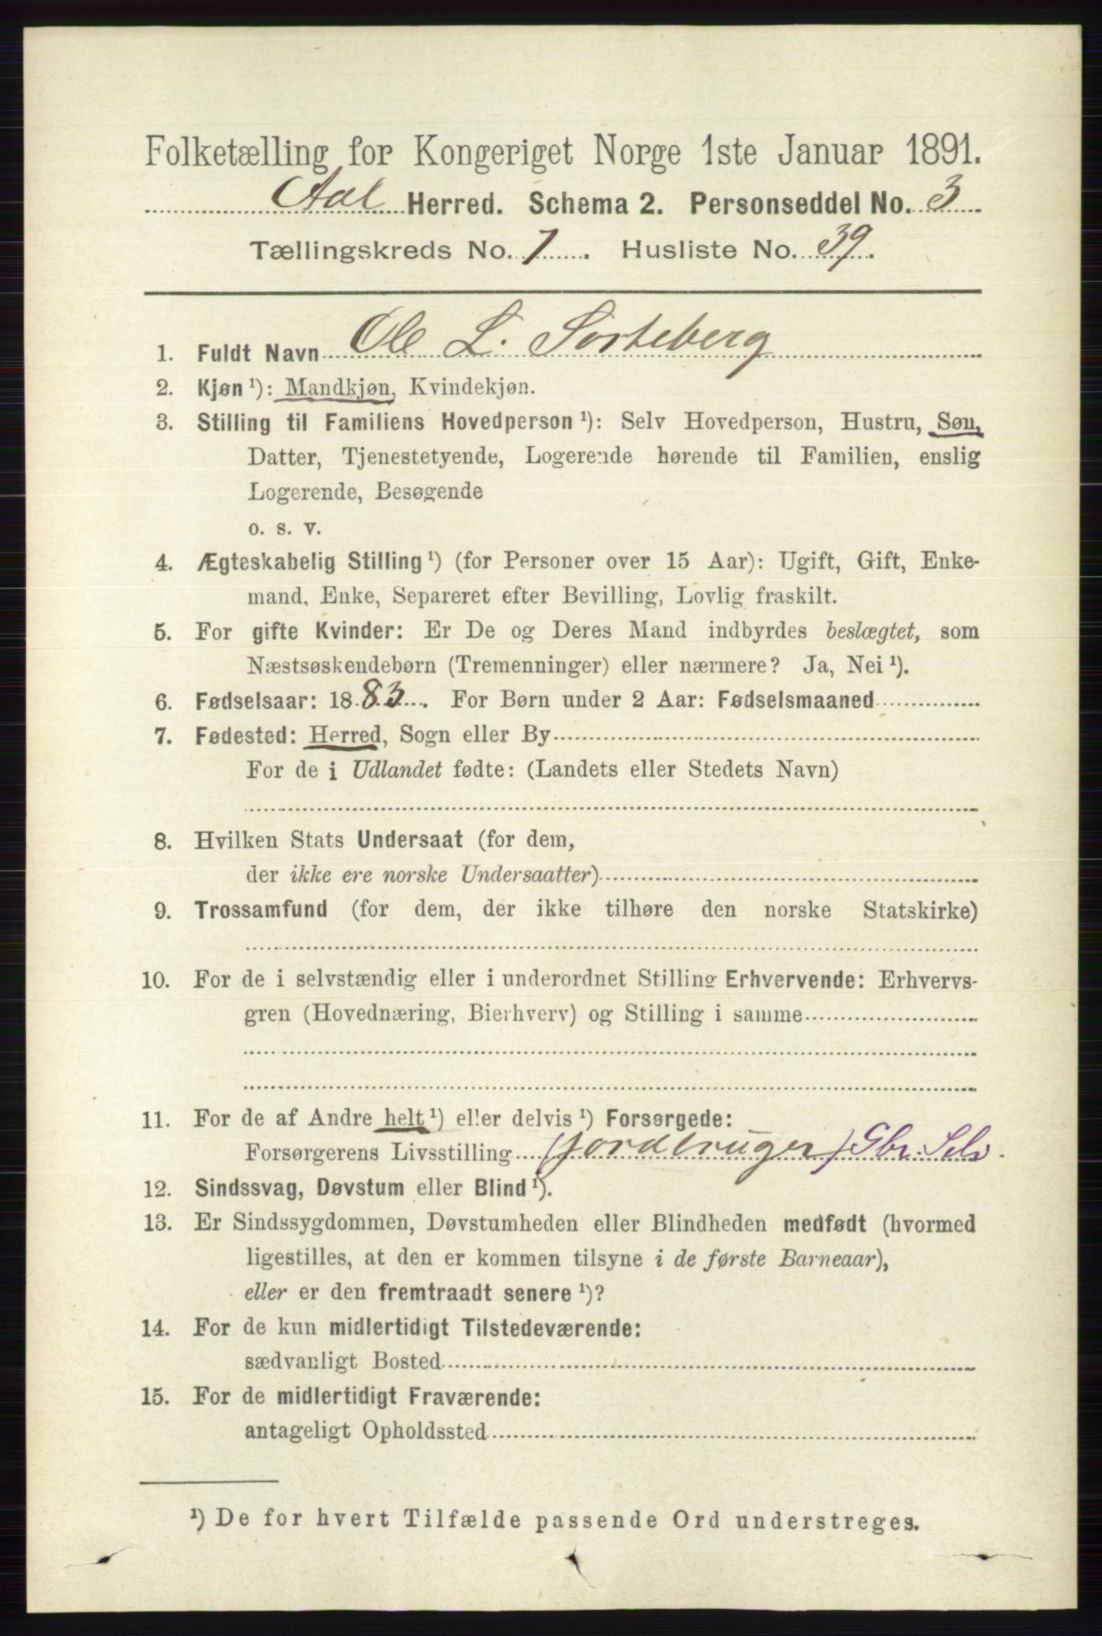 Folketælling for Kongeriget Norge 1ste Januar 1891.
Aal Herred. Schema 2. Personseddel No. 3
Tællingskreds No. 7. Husliste No. 39.
1. Fuldt Navn Ole L. Sorteberg
2. Kjøn ¹): Mandkjøn, Kvindekjøn.
3. Stilling til Familiens Hovedperson ¹): Selv Hovedperson, Hustru, Søn,
Datter, Tjenestetyende, Logerende hørende til Familien, enslig
Logerende, Besøgende
o. s. v.
4. Ægteskabelig Stilling ¹) (for Personer over 15 Aar): Ugift, Gift, Enke-
mand, Enke, Separeret efter Bevilling, Lovlig fraskilt.
5. For gifte Kvinder: Er De og Deres Mand indbyrdes beslægtet, som
Næstsøskendebørn (Tremenninger) eller nærmere? Ja, Nei ¹).
6. Fødselsaar: 1883. For Børn under 2 Aar: Fødselsmaaned
7. Fødested: Herred, Sogn eller By
For de i Udlandet fødte: (Landets eller Stedets Navn)
8. Hvilken Stats Undersaat (for dem,
der ikke ere norske Undersaatter)
9. Trossamfund (for dem, der ikke tilhøre den norske Statskirke)
10. For de i selvstændig eller i underordnet Stilling Erhvervende: Erhvervs-
gren (Hovednæring, Bierhverv) og Stilling i samme
11. For de af Andre helt ¹) eller delvis ¹) Forsørgede:
Forsørgerens Livsstilling (Jordbruger) Gbr. Selv.
12. Sindssvag, Døvstum eller Blind ¹).
13. Er Sindssygdommen, Døvstumheden eller Blindheden medfødt (hvormed
ligestilles, at den er kommen tilsyne i de første Barneaar),
eller er den fremtraadt senere ¹)?
14. For de kun midlertidigt Tilstedeværende:
sædvanligt Bosted
15. For de midlertidigt Fraværende:
antageligt Opholdssted
¹) De for hvert Tilfælde passende Ord understreges.